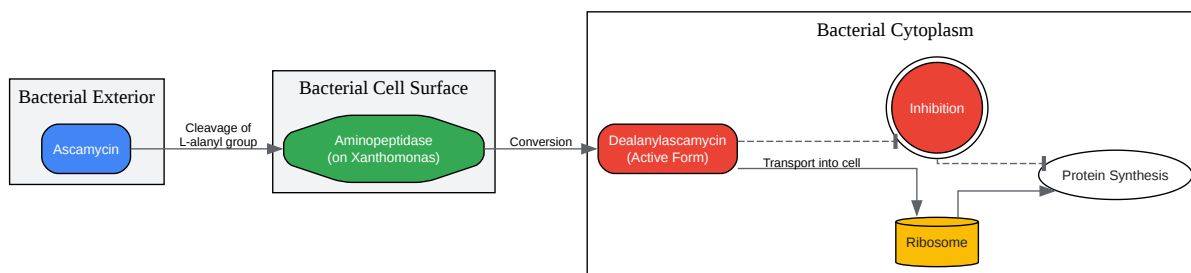 Bacterial Cytoplasm
Bacterial Exterior
Bacterial Cell Surface
Ascamycin
Cleavage of
L-alanyl group
Aminopeptidase
(on Xanthomonas)
Conversion
Dealanylascamycin
(Active Form)
Inhibition
Transport into cell
Protein Synthesis
Ribosome